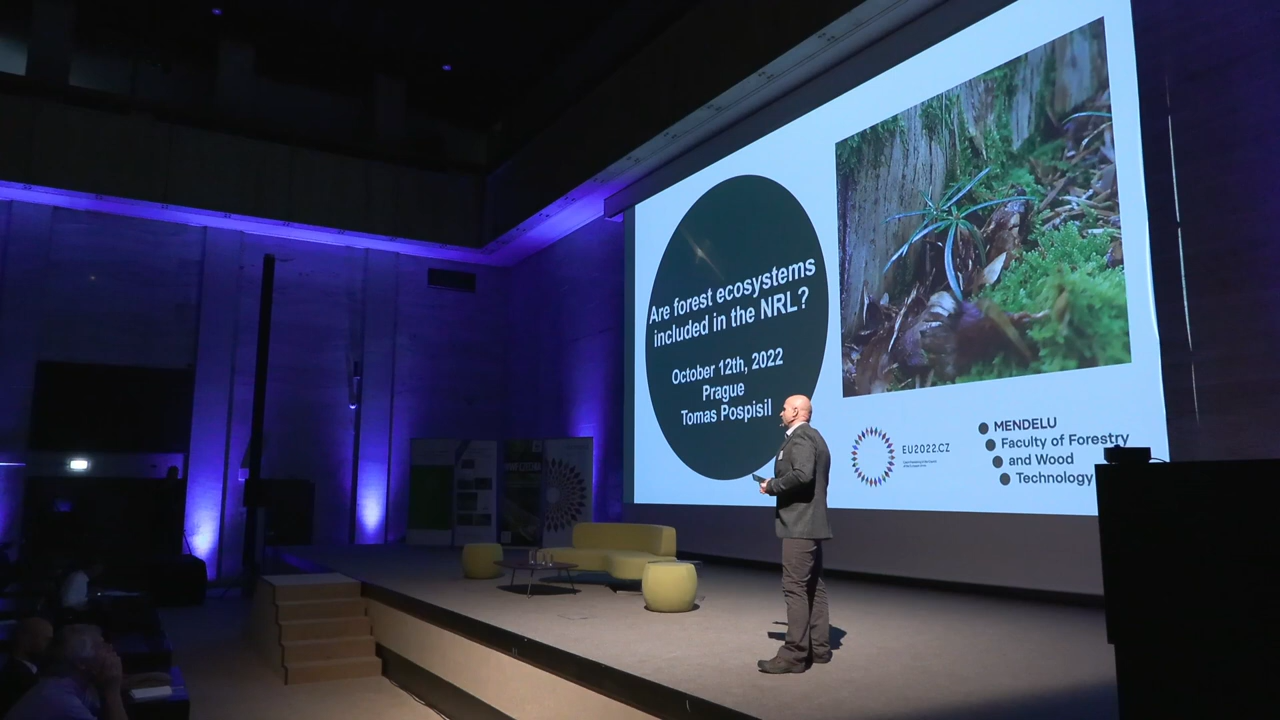 Are forest ecosystems
included in the NRL?
October 12th, 2022
Prague
Tomas Pospisil
EU2022.CZ
MENDELU
Faculty of Forestry
and Wood
Technology